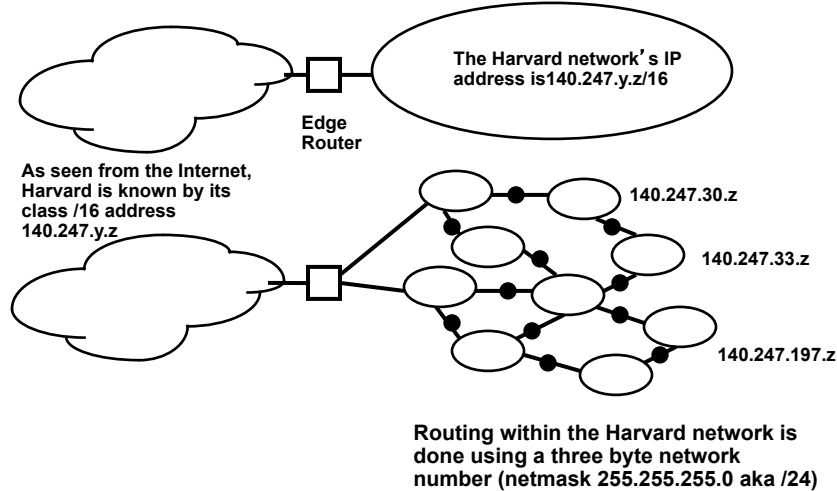 The Harvard network's IP
address is140.247.y.z/16
Edge
Router
As seen from the Internet,
Harvard is known by its
class /16 address
140.247.y.z
140.247.30.z
140.247.33.z
140.247.197.z
Routing within the Harvard network is
done using a three byte network
number (netmask 255.255.255.0 aka /24)